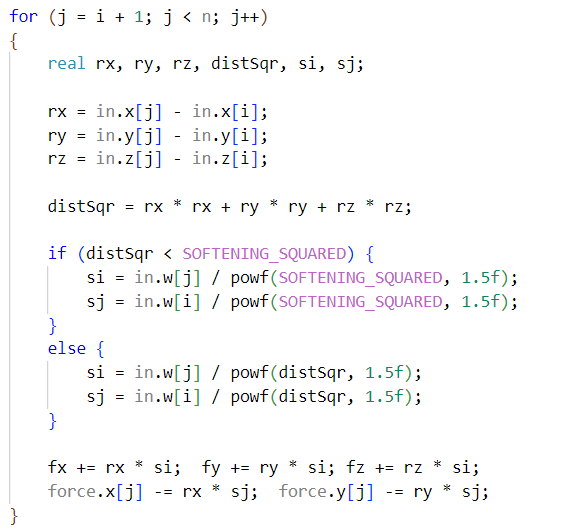 for (j = i + 1; j < n; j++)
{
real rx, ry, rz, distSqr, si, sj;
rx = in.x[j] - in.x[i];
ry = in.y[j] - in.y[i];
rz = in.z[j] - in.z[i];
distSqr = rx * rx + ry * ry + rz * rz;
if (distSqr < SOFTENING_SQUARED) {
si = in.w[j] / powf(SOFTENING_SQUARED, 1.5f);
sj = in.w[i] / powf(SOFTENING_SQUARED, 1.5f);
}
else {
si = in.w[j] / powf(distSqr, 1.5f);
sj = in.w[i] / powf(distSqr, 1.5f);
}
fx += rx * si;  fy += ry * si; fz += rz * si;
force.x[j] -= rx * sj;  force.y[j] -= ry * sj;
}